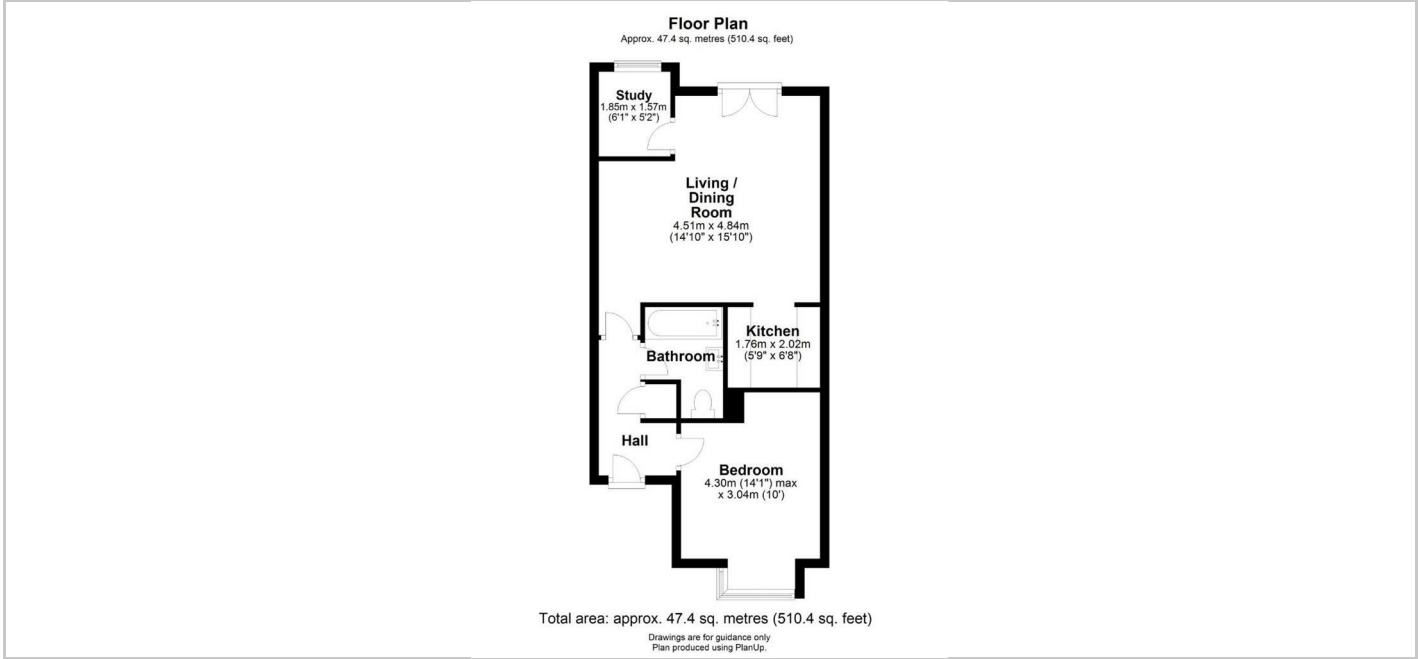 Floor Plan
Approx. 47.4 sq. metres (510.4 sq. feet)
Study
1.85m x 1.57m
(6'1" x 5'2")
Living /
Dining
Room
4.51m x 4.84m
(14'10" x 15'10")
Kitchen
1.76m x 2.02m
(5'9" x 6'8")
Bathroom
Hall
Bedroom
4.30m (14'1") max
x 3.04m (10')
Total area: approx. 47.4 sq. metres (510.4 sq. feet)
Drawings are for guidance only
Plan produced using PlanUp.